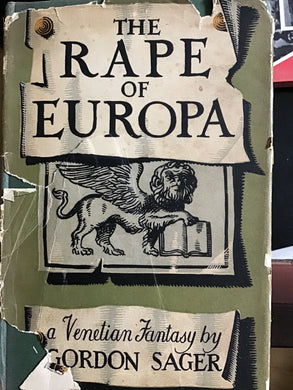 THE
RAPE
OF
EUROPA
a Venetian Fantasy by
GORDON SAGER